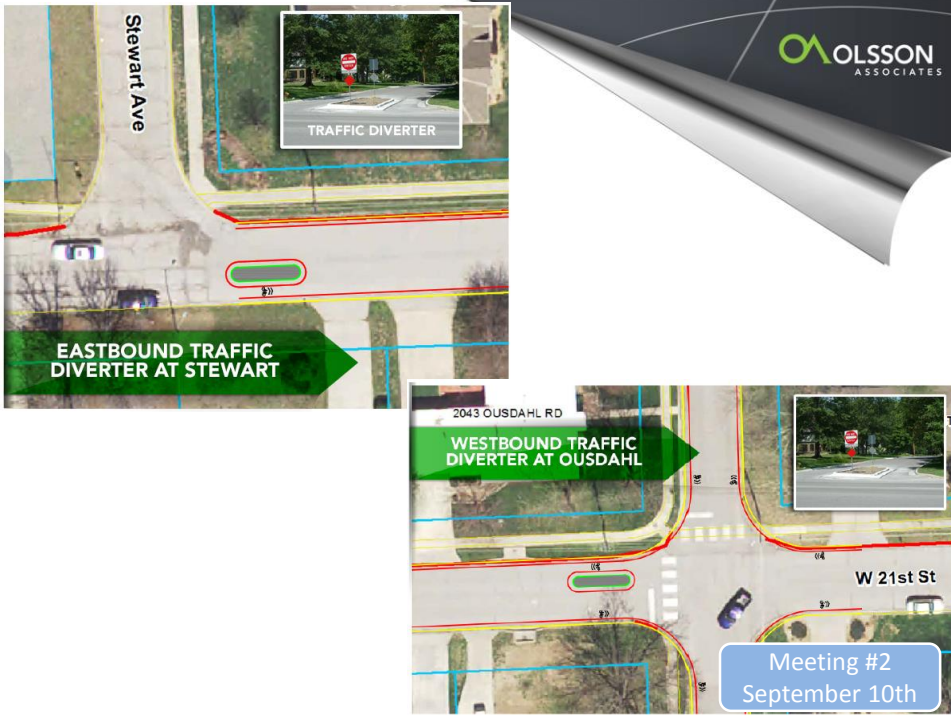 OLSSON
ASSOCIATES
Stewart Ave
TRAFFIC DIVERTER
EASTBOUND TRAFFIC
DIVERTER AT STEWART
2043 OUSDAHL RD
WESTBOUND TRAFFIC
DIVERTER AT OUSDAHL
W 21st St
Meeting #2
September 10th